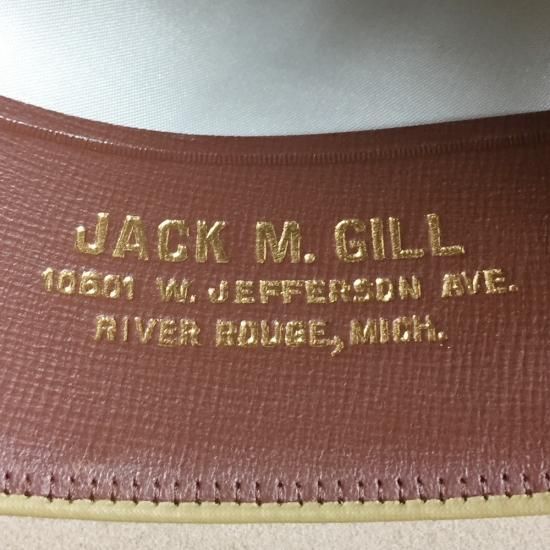 JACK M. GILL
10601 W. JEFFERSON AVE.
RIVER ROUGE, MICH.